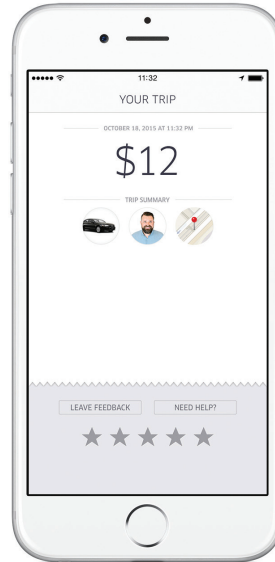 11:32
YOUR TRIP
OCTOBER 18, 2015 AT 11:32 PM
$12
TRIP SUMMARY
LEAVE FEEDBACK NEED HELP?